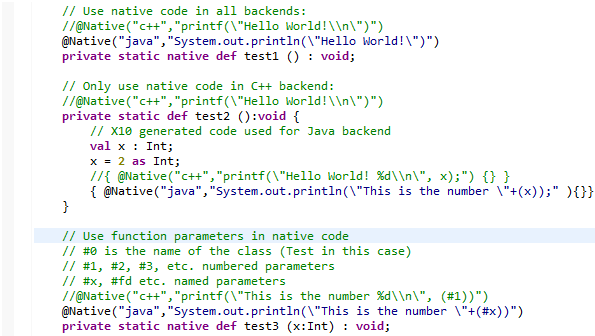 // Use native code in all backends:
//@Native("c++","printf(\"Hello World!\\n\")")
@Native("java","System.out.println(\"Hello World!\")")
private static native def test1 () : void;
// Only use native code in C++ backend:
//@Native("c++","printf(\"Hello World!\\n\")")
private static def test2 ():void {
// X10 generated code used for Java backend
val x : Int;
x = 2 as Int;
//{ @Native("c++","printf(\"Hello World! %d\\n\", x);") {} }
{ @Native("java","System.out.println(\"This is the number \"+(x));" ){}}
}
// Use function parameters in native code
// #0 is the name of the class (Test in this case)
// #1, #2, #3, etc. numbered parameters
// #x, #fd etc. named parameters
//@Native("c++","printf(\"This is the number %d\\n\", (#1))")
@Native("java","System.out.println(\"This is the number \"+(#x))")
private static native def test3 (x:Int) : void;